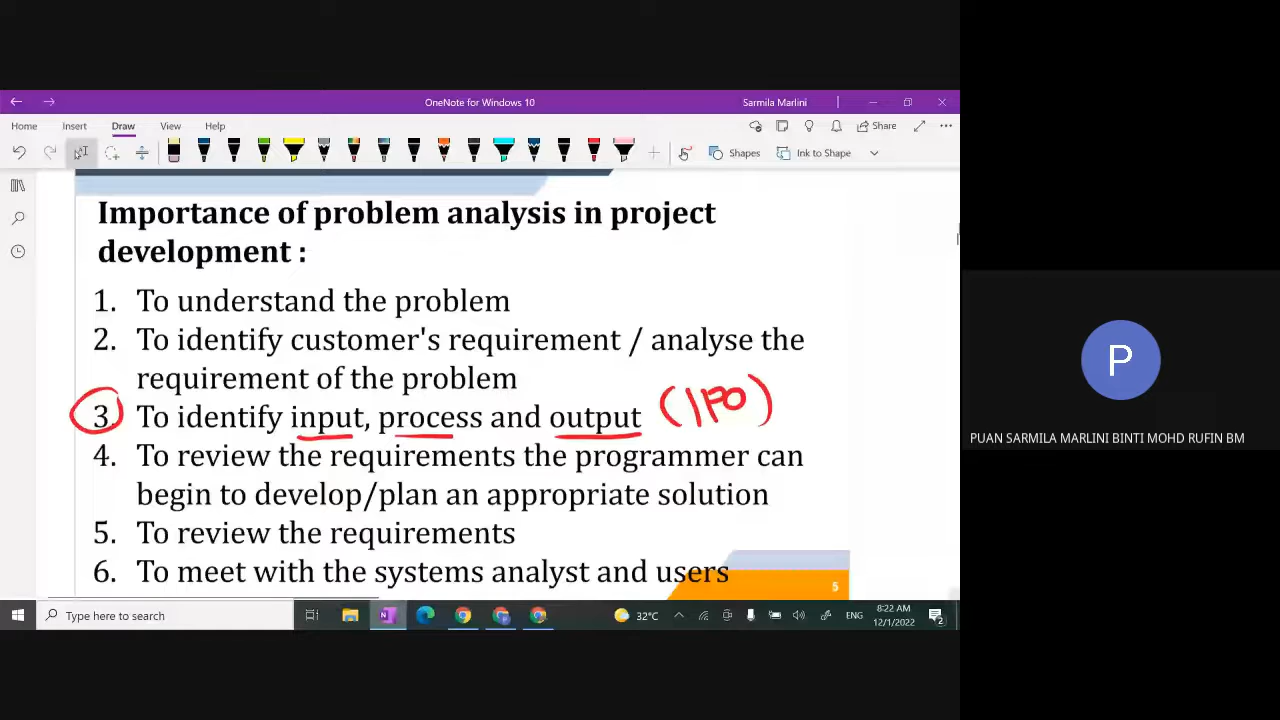 OneNote for Windows 10
Sarmila Marlini
Home Insert Draw View Help
Share
Shapes
Ink to Shape
Importance of problem analysis in project
development :
1. To understand the problem
2. To identify customer's requirement / analyse the
requirement of the problem
3. To identify input, process and output (IPO)
4. To review the requirements the programmer can
begin to develop/plan an appropriate solution
5. To review the requirements
6. To meet with the systems analyst and users
5
P
PUAN SARMILA MARLINI BINTI MOHD RUFIN BM
Type here to search
32°C
ENG
8:22 AM
12/1/2022
2